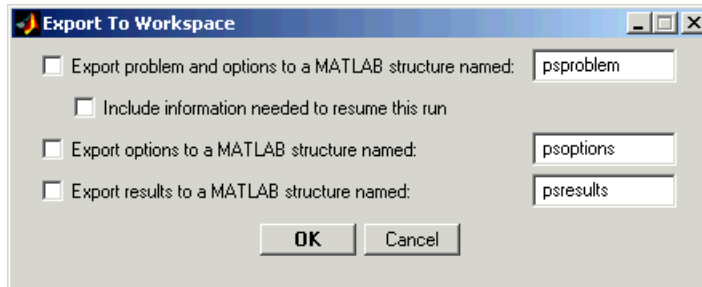 Export To Workspace
Export problem and options to a MATLAB structure named: psproblem
Include information needed to resume this run
Export options to a MATLAB structure named: psoptions
Export results to a MATLAB structure named: psresults
OK Cancel